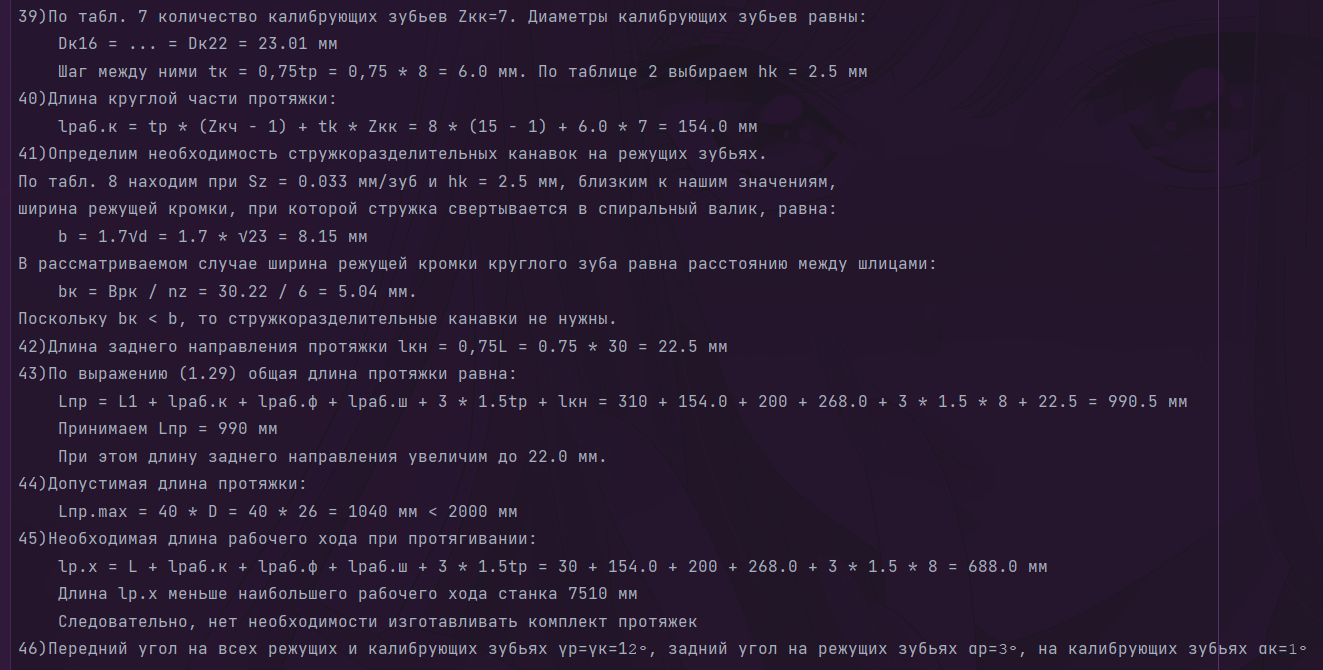 39)По табл. 7 количество калибрующих зубьев Zкк=7. Диаметры калибрующих зубьев равны:
Dк16 = ... = Dк22 = 23.01 мм
Шаг между ними tк = 0,75tр = 0,75 * 8 = 6.0 мм. По таблице 2 выбираем hk = 2.5 мм
40)Длина круглой части протяжки:
lраб.к = tр * (Zкч - 1) + tk * Zкк = 8 * (15 - 1) + 6.0 * 7 = 154.0 мм
41)Определим необходимость стружкоразделительных канавок на режущих зубьях.
По табл. 8 находим при Sz = 0.033 мм/зуб и hk = 2.5 мм, близким к нашим значениям,
ширина режущей кромки, при которой стружка свертывается в спиральный валик, равна:
b = 1.7√d = 1.7 * √23 = 8.15 мм
В рассматриваемом случае ширина режущей кромки круглого зуба равна расстоянию между шлицами:
bк = Bрк / nz = 30.22 / 6 = 5.04 мм.
Поскольку bк < b, то стружкоразделительные канавки не нужны.
42)Длина заднего направления протяжки lкн = 0,75L = 0.75 * 30 = 22.5 мм
43)По выражению (1.29) общая длина протяжки равна:
Lпр = L1 + lраб.к + lраб.ф + lраб.ш + 3 * 1.5tр + lкн = 310 + 154.0 + 200 + 268.0 + 3 * 1.5 * 8 + 22.5 = 990.5 мм
Принимаем Lпр = 990 мм
При этом длину заднего направления увеличим до 22.0 мм.
44)Допустимая длина протяжки:
Lпр.max = 40 * D = 40 * 26 = 1040 мм < 2000 мм
45)Необходимая длина рабочего хода при протягивании:
lр.х = L + lраб.к + lраб.ф + lраб.ш + 3 * 1.5tр = 30 + 154.0 + 200 + 268.0 + 3 * 1.5 * 8 = 688.0 мм
Длина lр.х меньше наибольшего рабочего хода станка 7510 мм
Следовательно, нет необходимости изготавливать комплект протяжек
46)Передний угол на всех режущих и калибрующих зубьях γр=γк=12∘, задний угол на режущих зубьях αр=3∘, на калибрующих зубьях αк=1∘